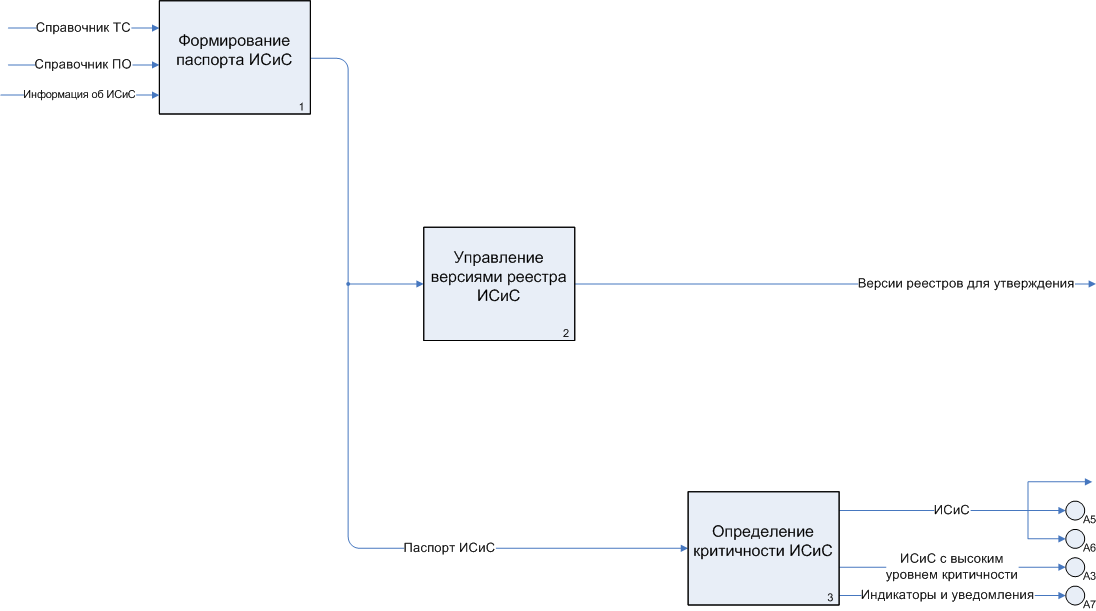 Справочник ТС
Справочник ПО
Информация об ИСиС
Формирование
паспорта ИСиС
1
Управление
версиями реестра
ИСиС
2
Версии реестров для утверждения
Паспорт ИСиС
Определение
критичности ИСиС
3
ИСиС
A5
A6
ИСиС с высоким
уровнем критичности
A3
Индикаторы и уведомления
A7